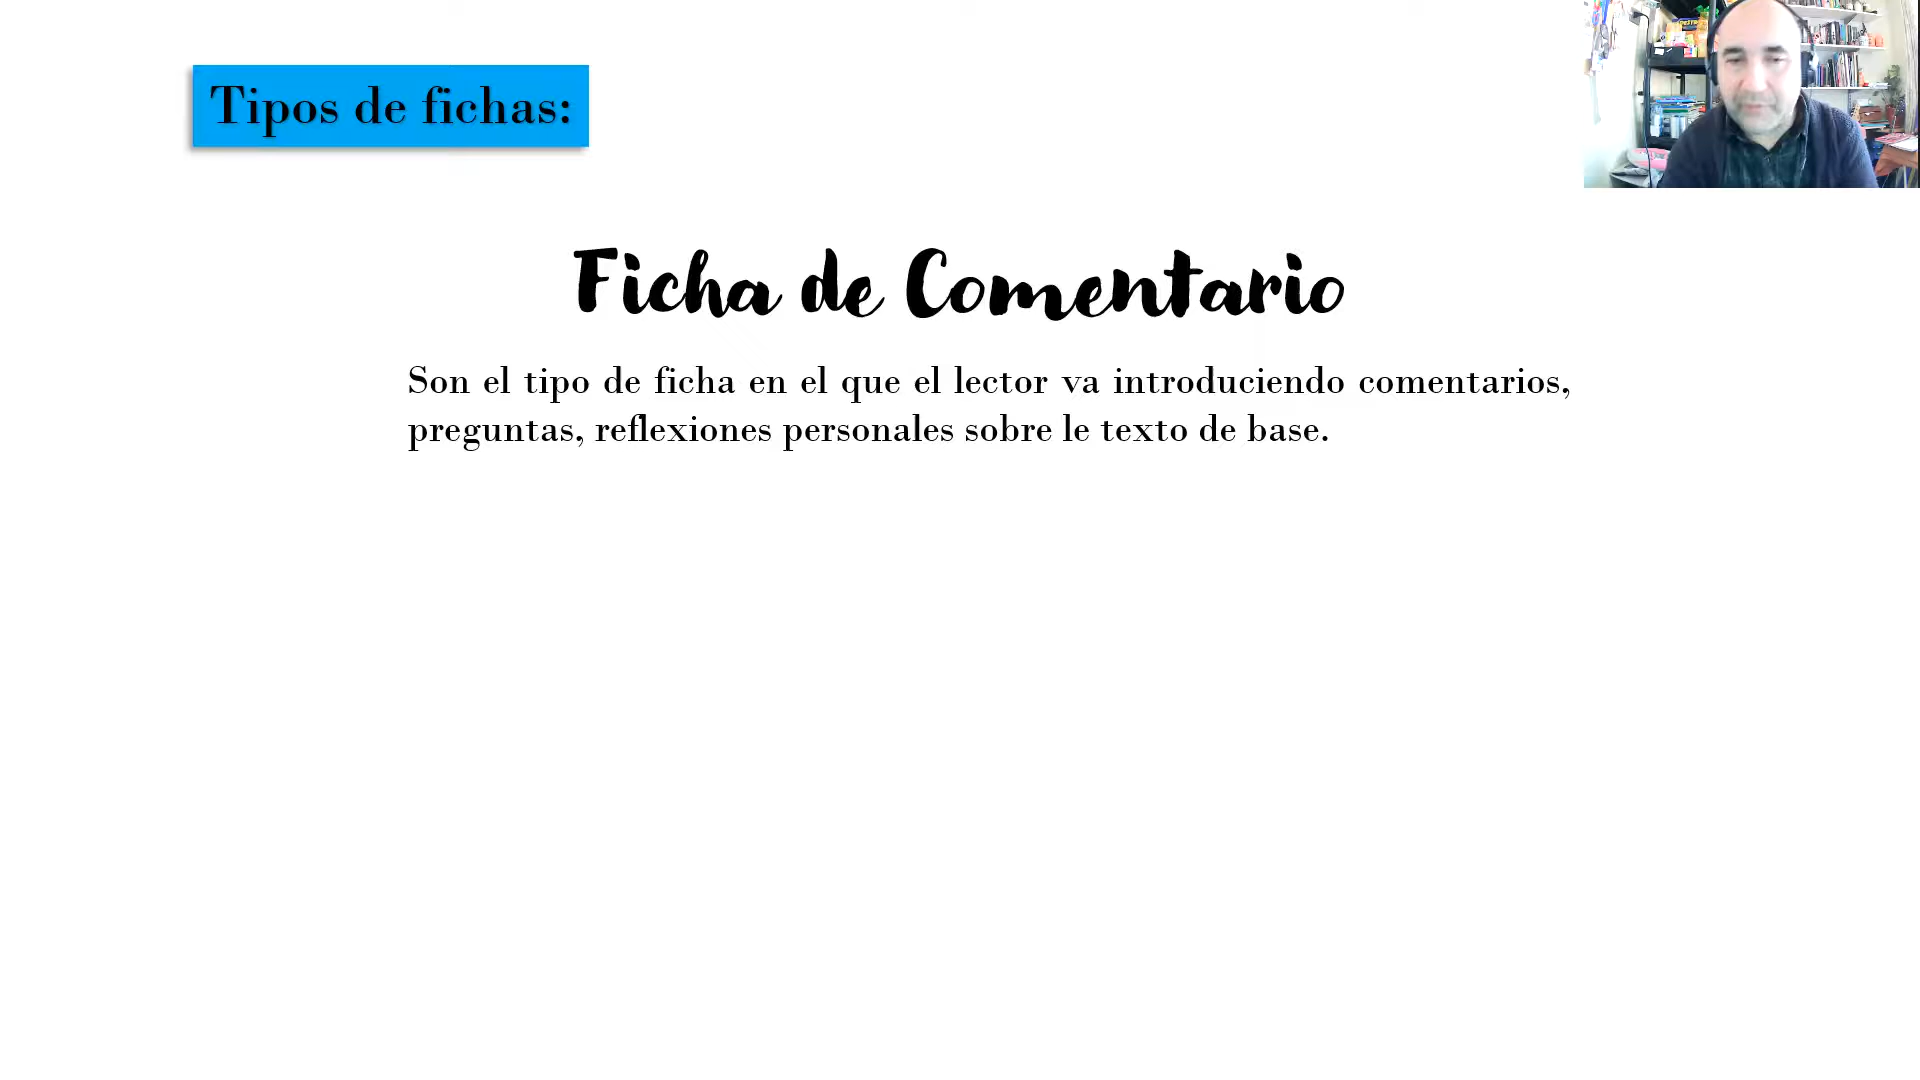 Tipos de fichas:
Ficha de Comentario
Son el tipo de ficha en el que el lector va introduciendo comentarios,
preguntas, reflexiones personales sobre le texto de base.